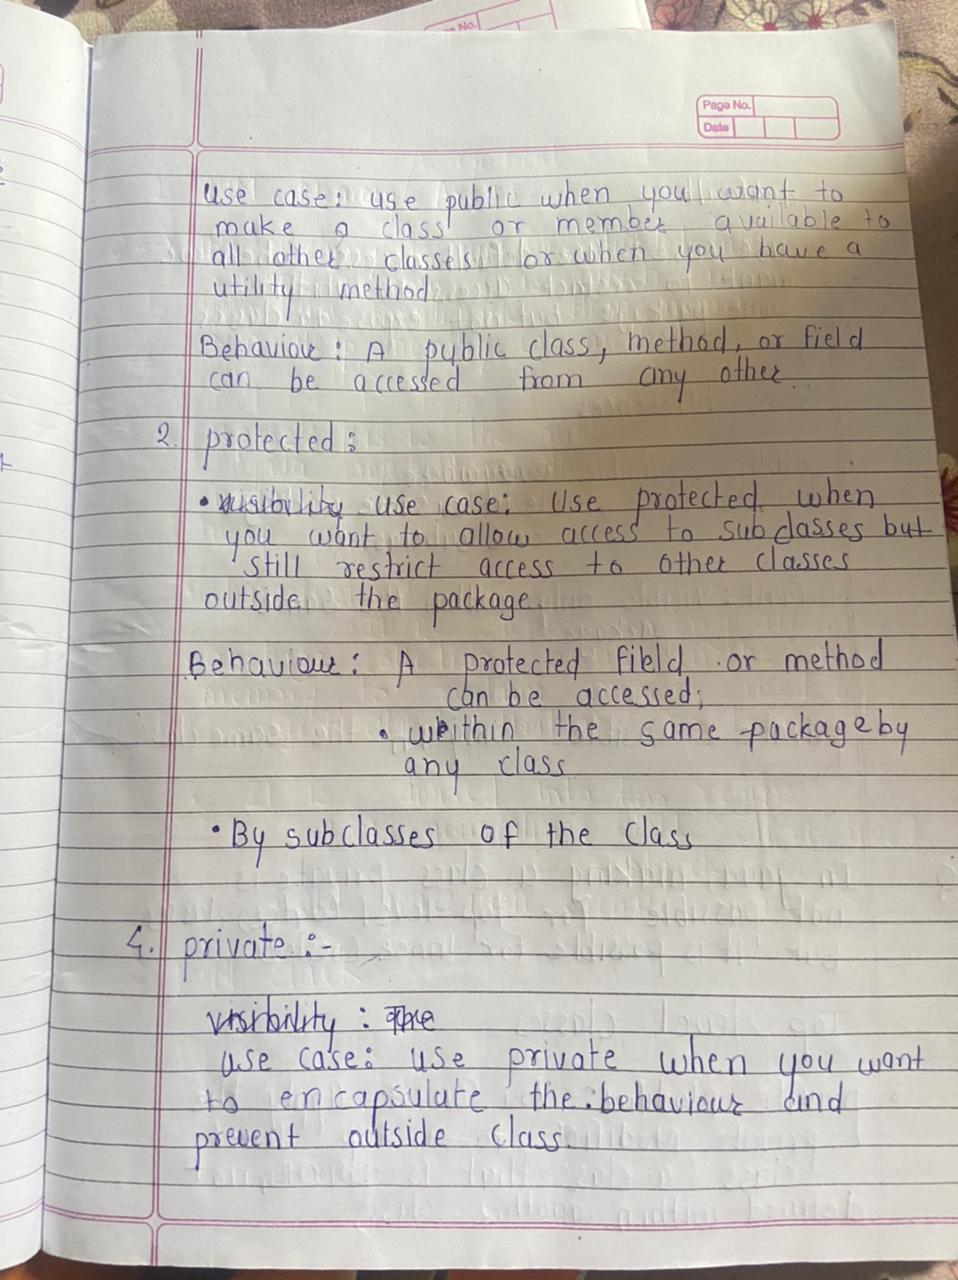 Page No.
Date
use case: use public when you want to
make a class or member available to
all other classes or when you have a
utility method
Behaviour: A public class, method, or field
can be accessed from any other.
2. protected:
• visibility use case: Use protected when
you want to allow access to subclasses but
still restrict access to other classes
outside the package.
Behaviour: A protected field or method
can be accessed:
• within the same package by
any class
• By subclasses of the class
4. private :-
visibility : The
use case: use private when you want
to encapsulate the behaviour and
prevent outside class.